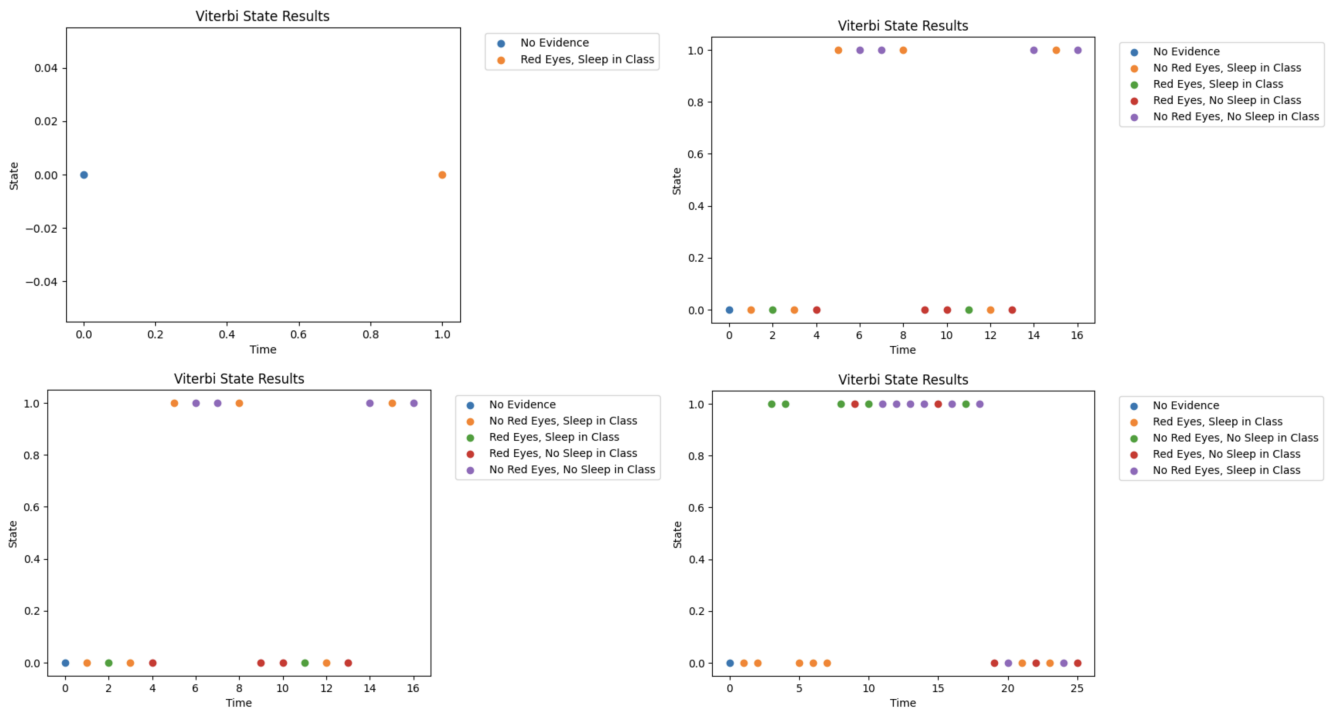 Viterbi State Results
0.04
0.02
0.00
−0.02
−0.04
State
0.0
0.2
0.4
0.6
0.8
1.0
Time
No Evidence
Red Eyes, Sleep in Class
Viterbi State Results
1.0
0.8
0.6
0.4
0.2
0.0
State
0
2
4
6
8
10
12
14
16
Time
No Evidence
No Red Eyes, Sleep in Class
Red Eyes, Sleep in Class
Red Eyes, No Sleep in Class
No Red Eyes, No Sleep in Class
Viterbi State Results
1.0
0.8
0.6
0.4
0.2
0.0
State
0
2
4
6
8
10
12
14
16
Time
No Evidence
No Red Eyes, Sleep in Class
Red Eyes, Sleep in Class
Red Eyes, No Sleep in Class
No Red Eyes, No Sleep in Class
Viterbi State Results
1.0
0.8
0.6
0.4
0.2
0.0
State
0
5
10
15
20
25
Time
No Evidence
Red Eyes, Sleep in Class
No Red Eyes, No Sleep in Class
Red Eyes, No Sleep in Class
No Red Eyes, Sleep in Class